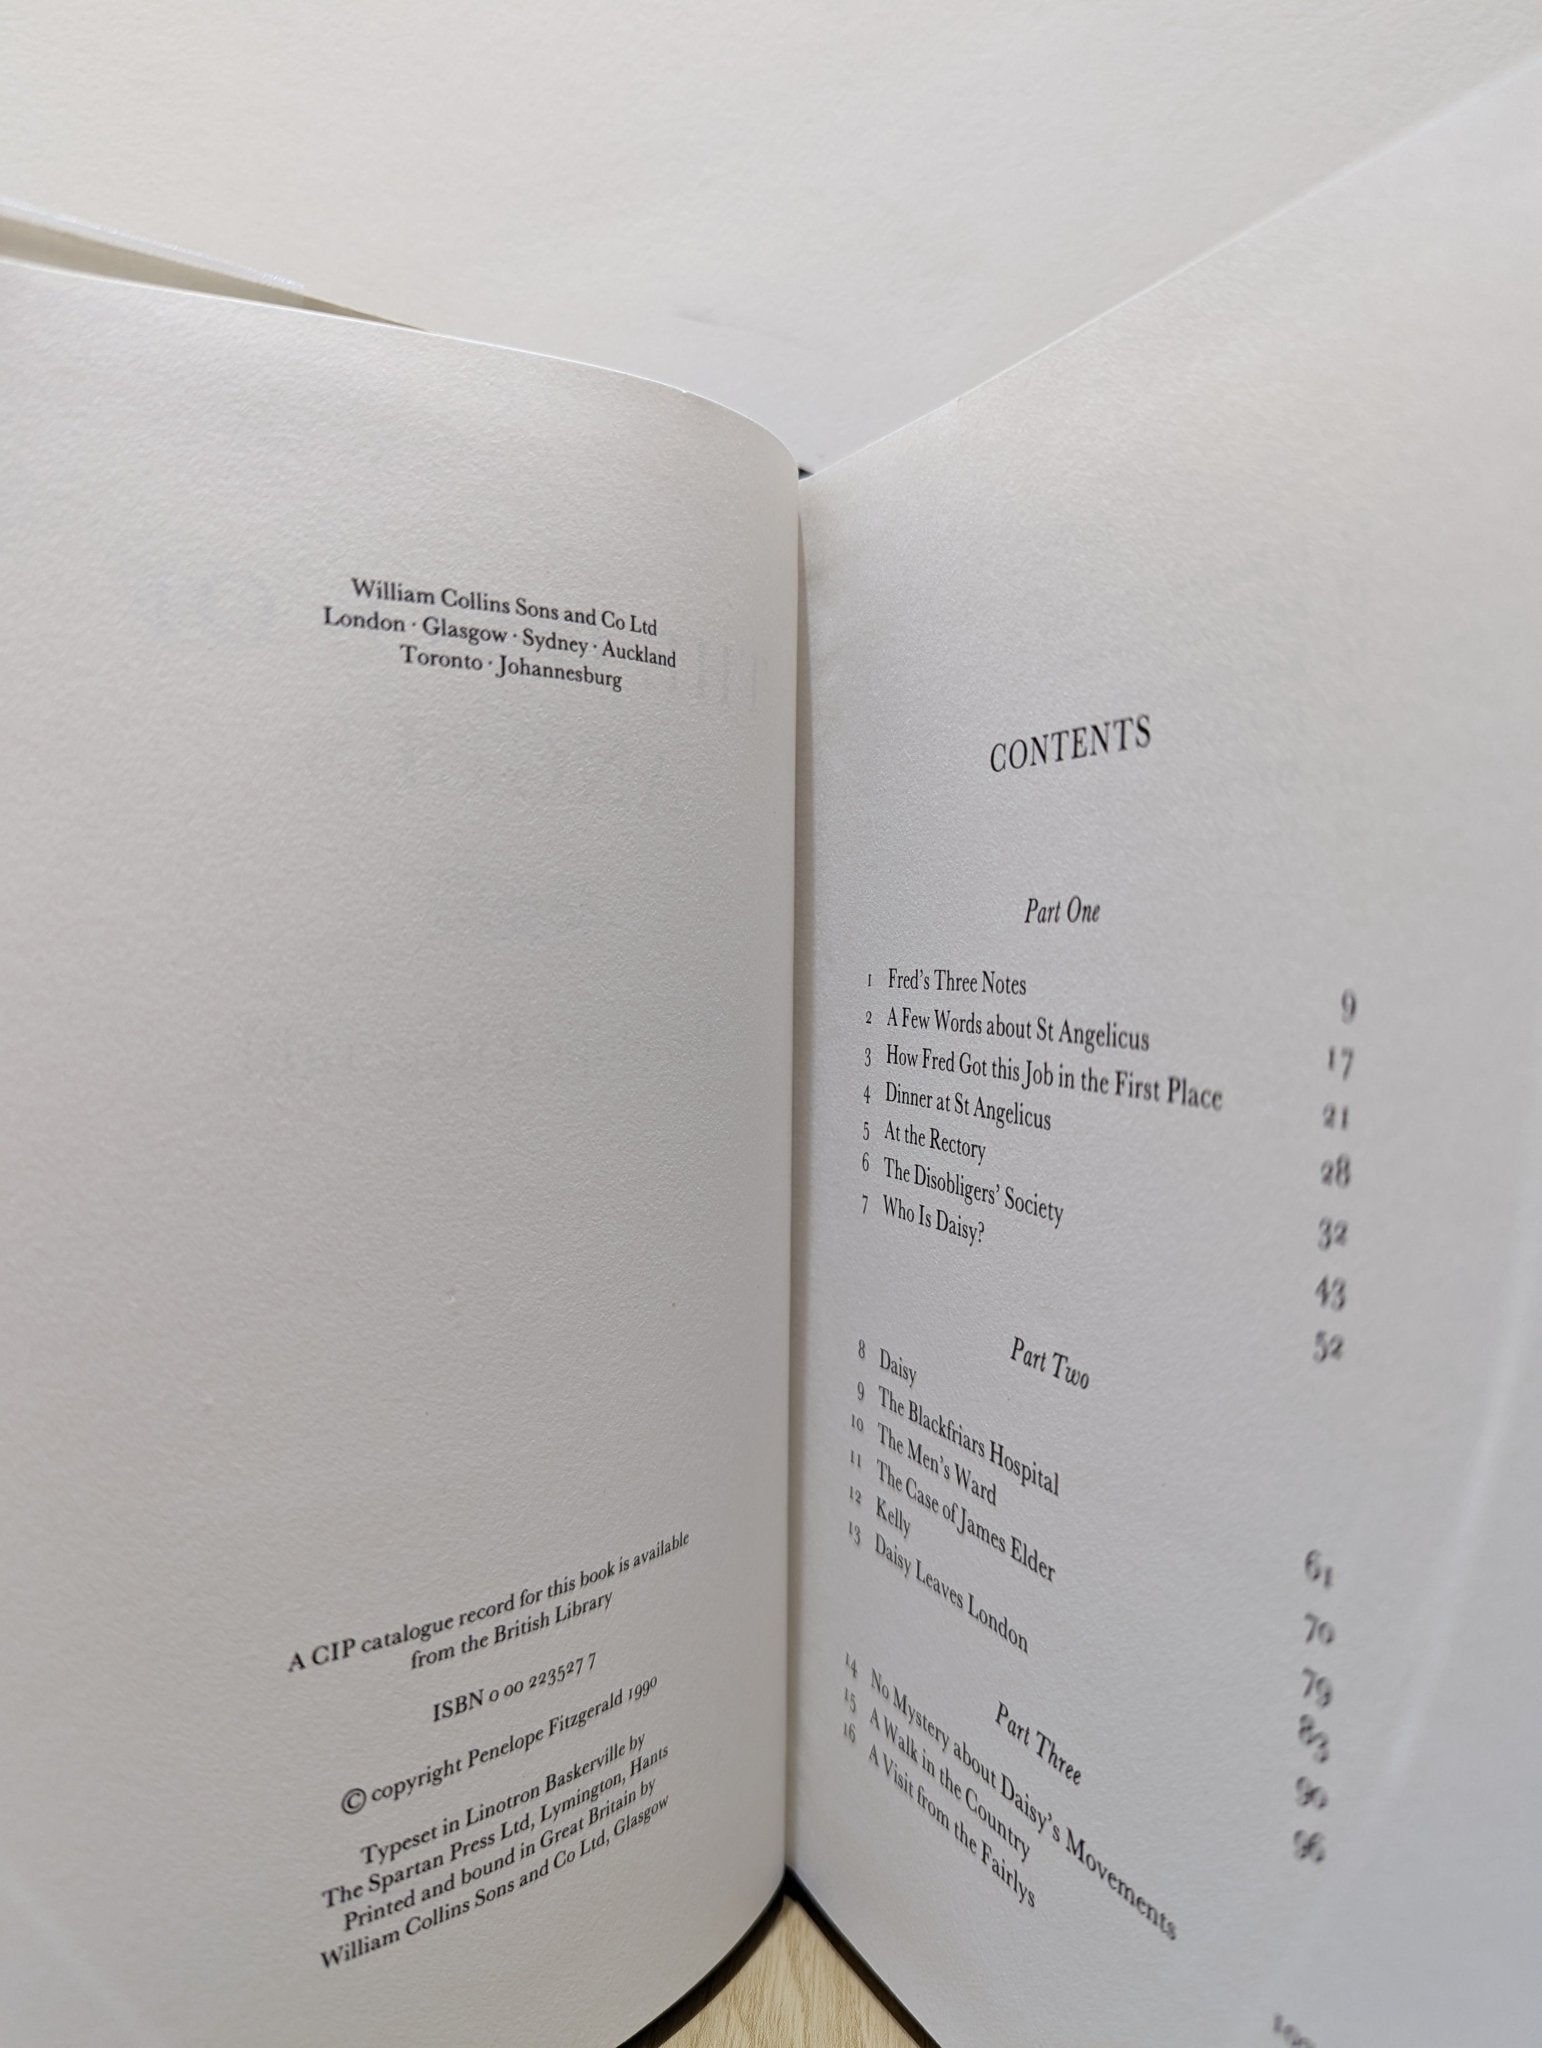 William Collins Sons and Co Ltd
London · Glasgow · Sydney · Auckland
Toronto · Johannesburg
A CIP catalogue record for this book is available
from the British Library
ISBN 0 00 223527 7
© copyright Penelope Fitzgerald 1990
Typeset in Linotron Baskerville by
The Spartan Press Ltd, Lymington, Hants
Printed and bound in Great Britain by
William Collins Sons and Co Ltd, Glasgow
CONTENTS
Part One
1 Fred's Three Notes 9
2 A Few Words about St Angelicus 17
3 How Fred Got this Job in the First Place 21
4 Dinner at St Angelicus 28
5 At the Rectory 32
6 The Disobligers' Society 43
7 Who Is Daisy? 52
Part Two
8 Daisy 61
9 The Blackfriars Hospital 70
10 The Men's Ward 79
11 The Case of James Elder 83
12 Kelly 90
13 Daisy Leaves London 96
Part Three
14 No Mystery about Daisy's Movements
15 A Walk in the Country
16 A Visit from the Fairlys